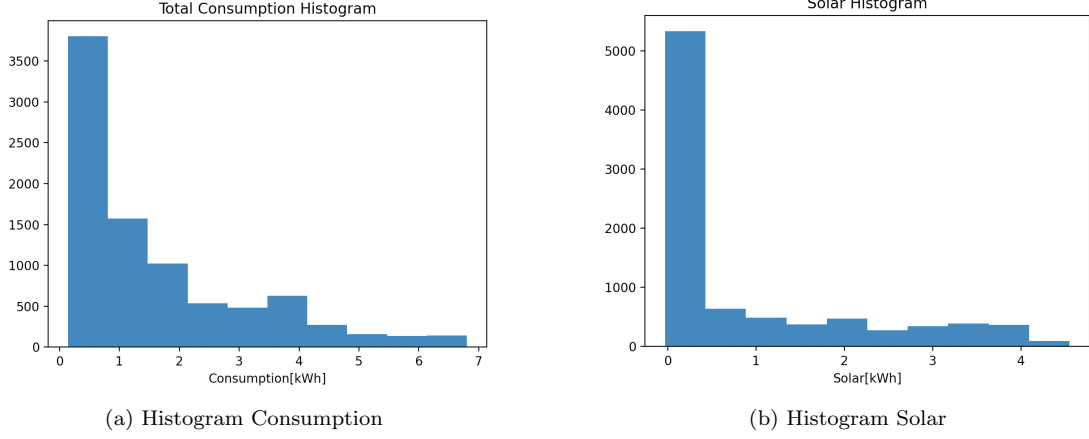 Total Consumption Histogram
3500
3000
2500
2000
1500
1000
500
0
0 1 2 3 4 5 6 7
Consumption[kWh]
(a) Histogram Consumption
Solar Histogram
5000
4000
3000
2000
1000
0
0 1 2 3 4
Solar[kWh]
(b) Histogram Solar